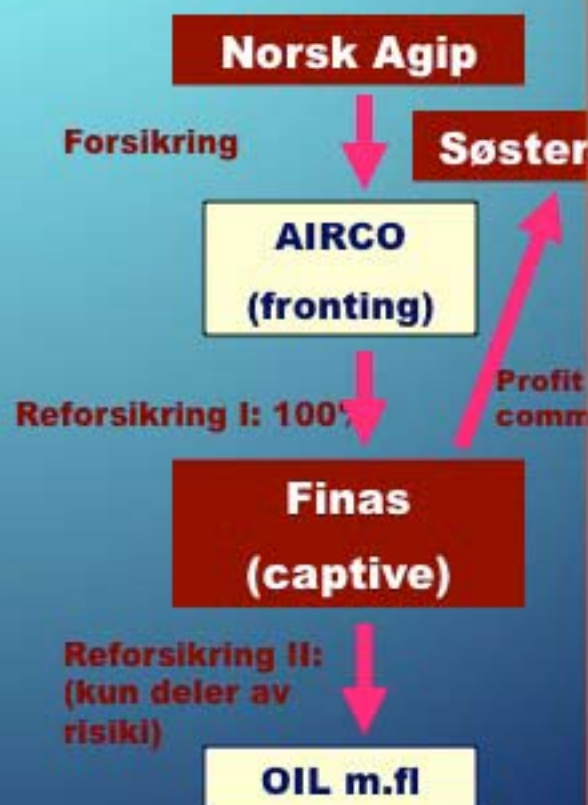 Norsk Agip
Forsikring
Søster
AIRCO
(fronting)
Profit
Reforsikring I: 100%
comm
Finas
(captive)
Reforsikring II:
(kun deler av
risiki)
OIL m.fl